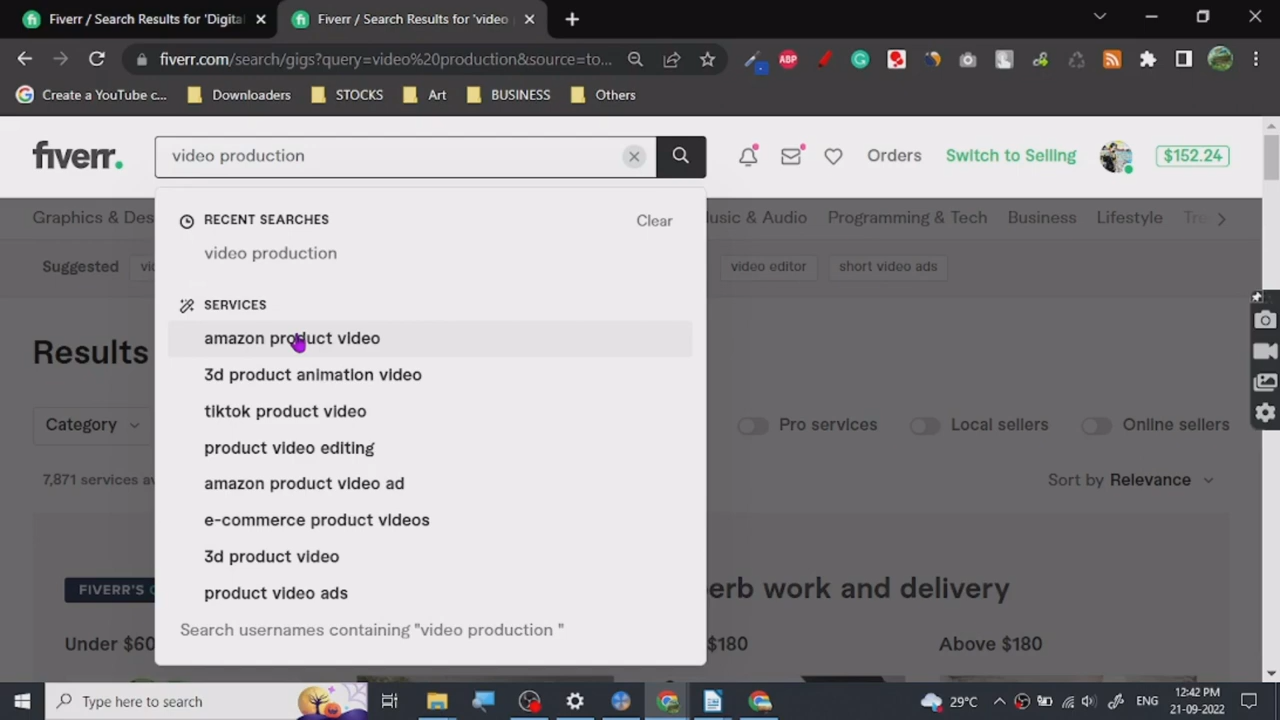 Fiverr / Search Results for 'Digital
Fiverr / Search Results for 'video p
fiverr.com/search/gigs?query=video%20production&source=to...
ABP
Create a YouTube c...
Downloaders
STOCKS
Art
BUSINESS
Others
fiverr.
video production
Orders
Switch to Selling
$152.24
RECENT SEARCHES
Clear
video production
Graphics & Des
Music & Audio
Programming & Tech
Business
Lifestyle
Suggested
video editor
short video ads
SERVICES
amazon product video
3d product animation video
tiktok product video
product video editing
amazon product video ad
e-commerce product videos
3d product video
product video ads
Search usernames containing "video production "
Results
Category
Pro services
Local sellers
Online sellers
7,871 services av
Sort by Relevance
FIVERR'S
erb work and delivery
Under $60
$180
Above $180
Type here to search
29°C
ENG
12:42 PM
21-09-2022